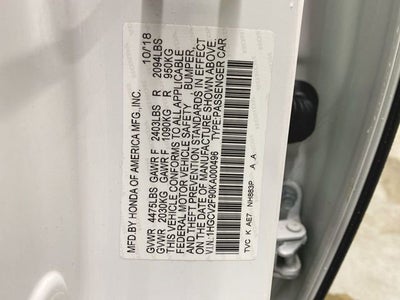 MFD. BY HONDA OF AMERICA MFG.,INC. 10/18
GVWR 4475LBS GAWR F 2403LBS R 2094LBS
GVWR 2030KG GAWR F 1090KG R 950KG
THIS VEHICLE CONFORMS TO ALL APPLICABLE
FEDERAL MOTOR VEHICLE SAFETY, BUMPER,
AND THEFT PREVENTION STANDARDS IN EFFECT
ON THE DATE OF MANUFACTURE SHOWN ABOVE.
V.I.N.:1HGCV2F90KA000496 TYPE:PASSENGER CAR
TVC K AE7 NH883P A_A